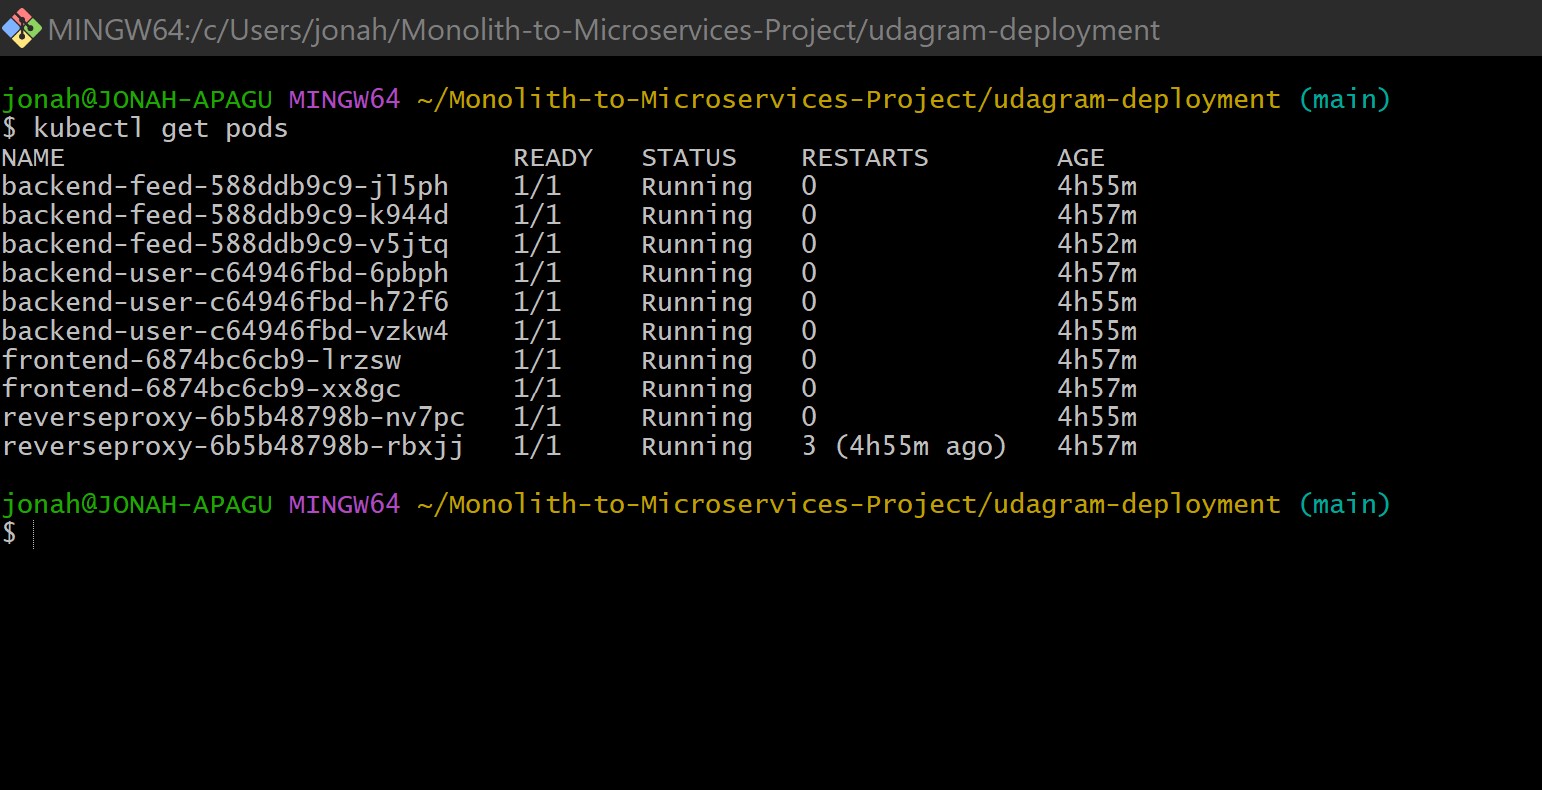 MINGW64:/c/Users/jonah/Monolith-to-Microservices-Project/udagram-deployment
jonah@JONAH-APAGU MINGW64 ~/Monolith-to-Microservices-Project/udagram-deployment (main)
$ kubectl get pods
NAME READY STATUS RESTARTS AGE
backend-feed-588ddb9c9-jl5ph 1/1 Running 0 4h55m
backend-feed-588ddb9c9-k944d 1/1 Running 0 4h57m
backend-feed-588ddb9c9-v5jtq 1/1 Running 0 4h52m
backend-user-c64946fbd-6pbph 1/1 Running 0 4h57m
backend-user-c64946fbd-h72f6 1/1 Running 0 4h55m
backend-user-c64946fbd-vzkw4 1/1 Running 0 4h55m
frontend-6874bc6cb9-lrzsw 1/1 Running 0 4h57m
frontend-6874bc6cb9-xx8gc 1/1 Running 0 4h57m
reverseproxy-6b5b48798b-nv7pc 1/1 Running 0 4h55m
reverseproxy-6b5b48798b-rbxjj 1/1 Running 3 (4h55m ago) 4h57m
jonah@JONAH-APAGU MINGW64 ~/Monolith-to-Microservices-Project/udagram-deployment (main)
$